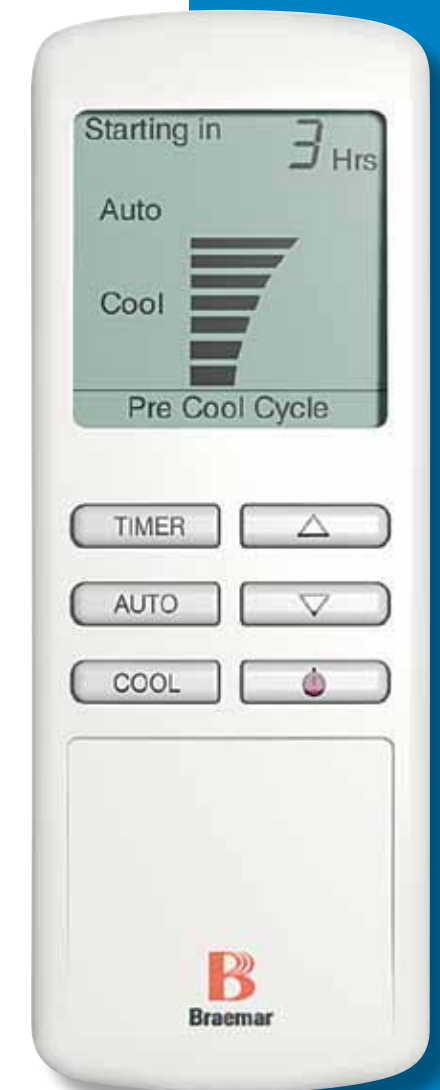 Starting in 3 Hrs
Auto
Cool
Pre Cool Cycle
TIMER
AUTO
COOL
B
Braemar